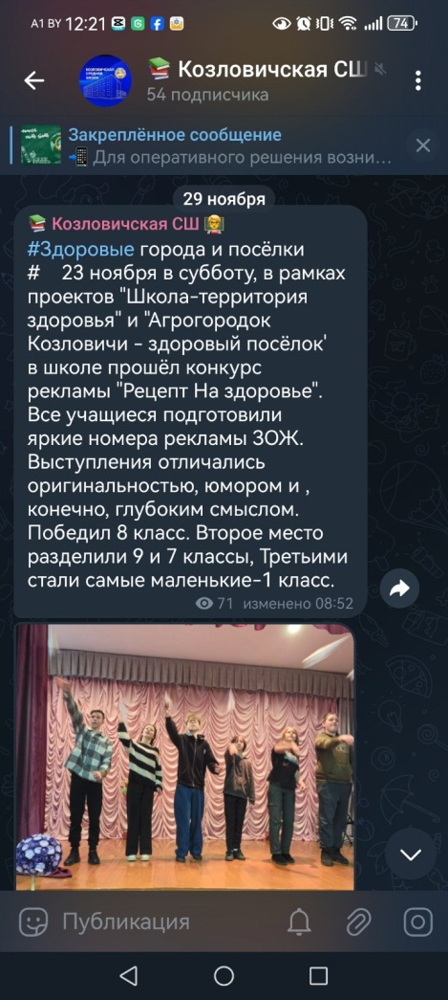 A1 BY 12:21
74
Козловичская СШ
54 подписчика
Закреплённое сообщение
Для оперативного решения возни...
29 ноября
Козловичская СШ
#Здоровые города и посёлки
# 23 ноября в субботу, в рамках
проектов "Школа-территория
здоровья" и "Агрогородок
Козловичи - здоровый посёлок'
в школе прошёл конкурс
рекламы "Рецепт На здоровье".
Все учащиеся подготовили
яркие номера рекламы ЗОЖ.
Выступления отличались
оригинальностью, юмором и ,
конечно, глубоким смыслом.
Победил 8 класс. Второе место
разделили 9 и 7 классы, Третьими
стали самые маленькие-1 класс.
71 изменено 08:52
Публикация